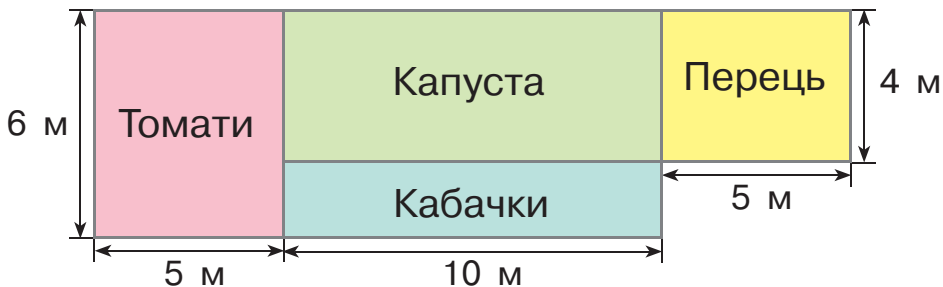 Капуста
Перець
4 м
6 м
Томати
Кабачки
5 м
5 м
10 м